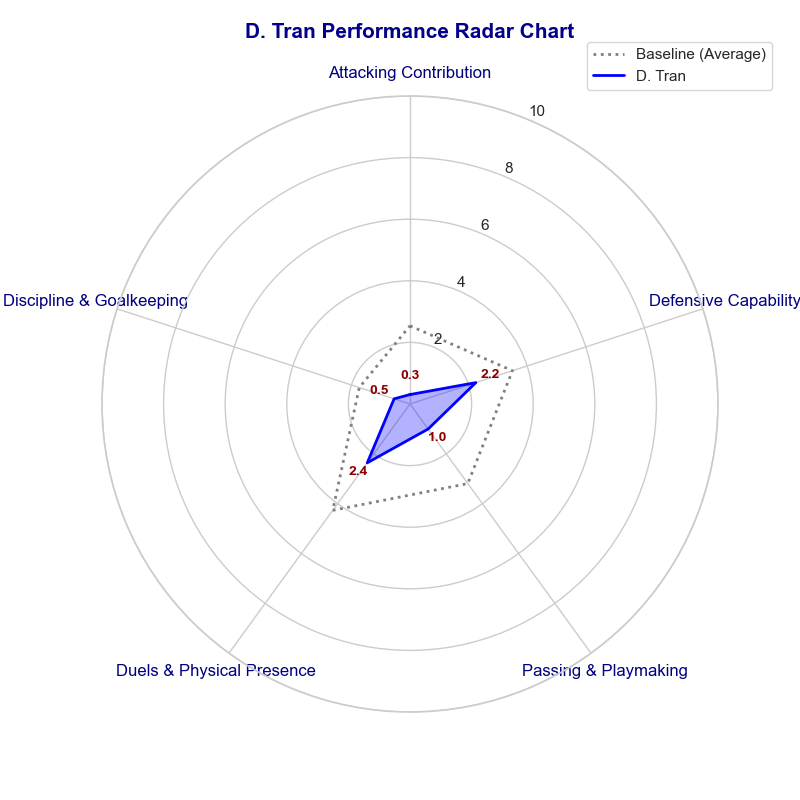 D. Tran Performance Radar Chart
Baseline (Average)
D. Tran
Attacking Contribution
10
8
6
4
2
Discipline & Goalkeeping
Defensive Capability
0.3
2.2
0.5
1.0
2.4
Duels & Physical Presence
Passing & Playmaking